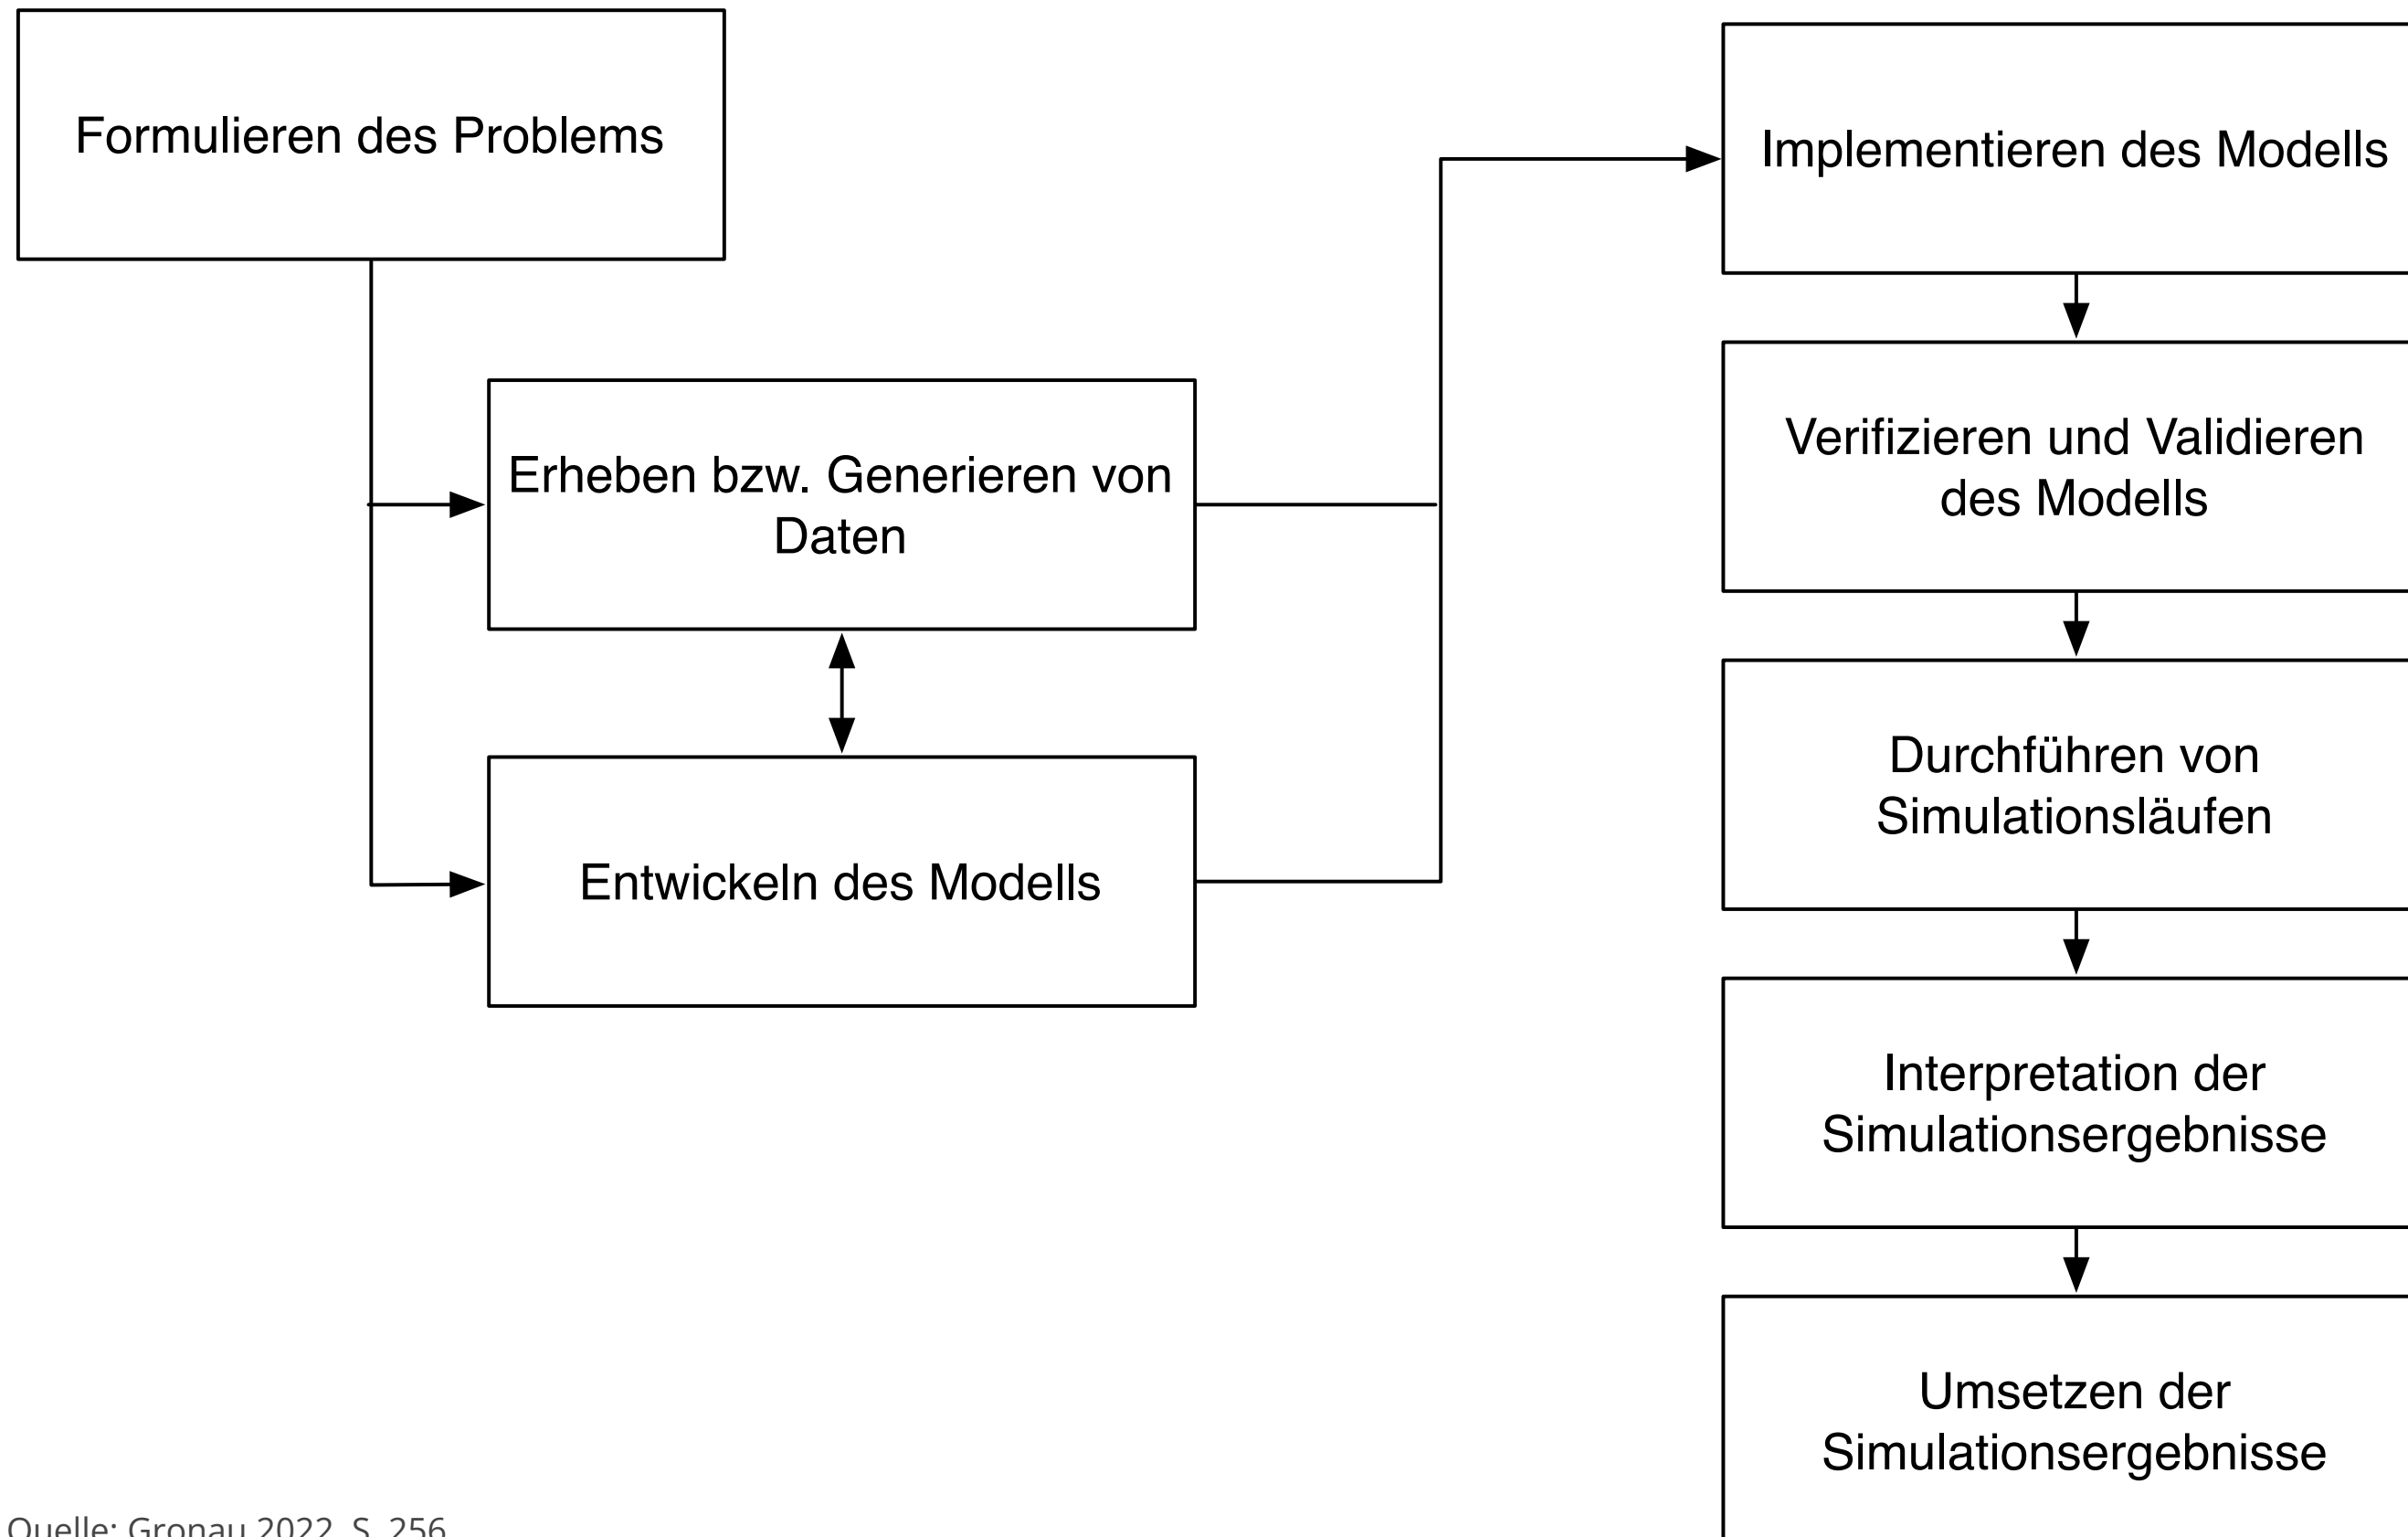 Formulieren des Problems
Erheben bzw. Generieren von
Daten
Entwickeln des Modells
Implementieren des Modells
Verifizieren und Validieren
des Modells
Durchführen von
Simulationsläufen
Interpretation der
Simulationsergebnisse
Umsetzen der
Simulationsergebnisse
Quelle: Gronau 2022, S. 256